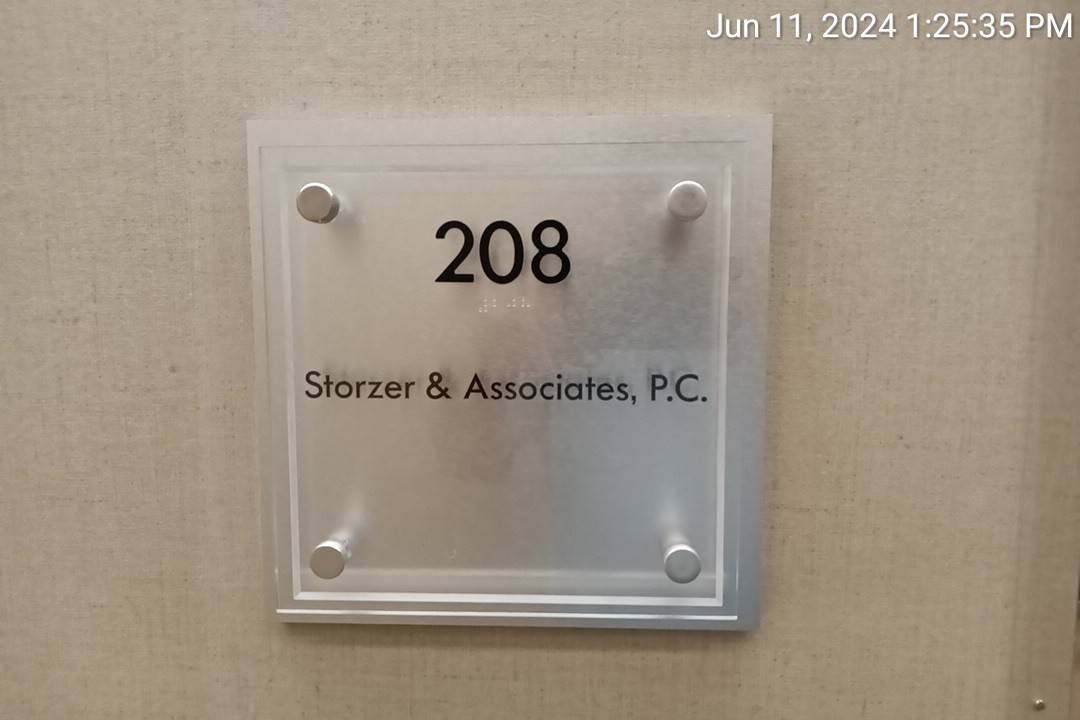 Jun 11, 2024 1:25:35 PM
208
Storzer & Associates, P.C.